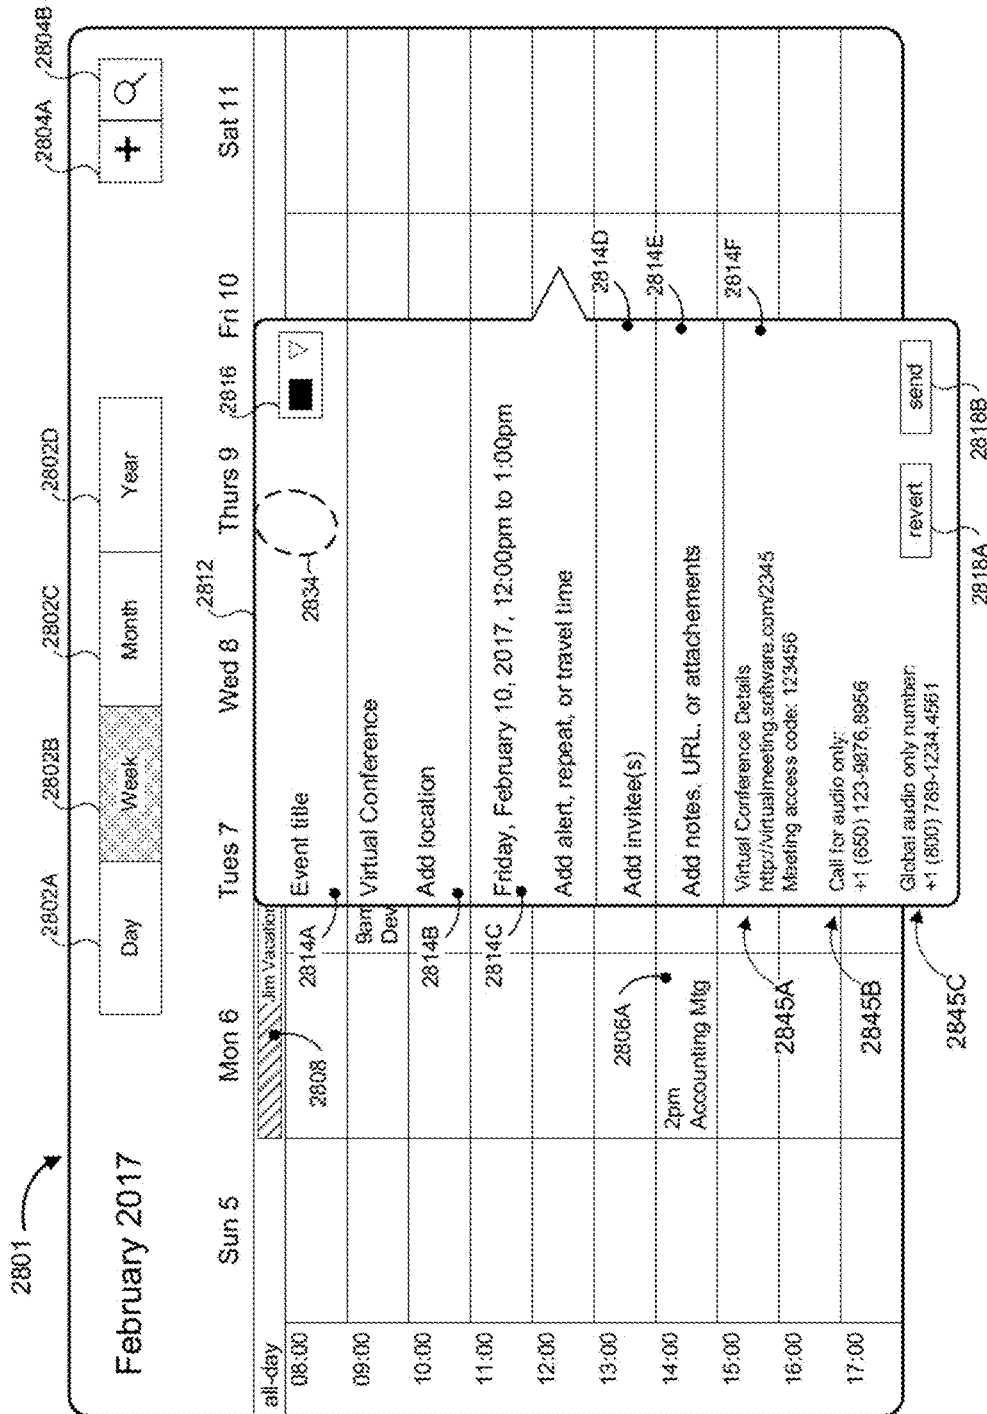 2801
February 2017
2802A
2802B
2802C
2802D
2804A
2804B
Day
Week
Month
Year
+
Sun 5
Mon 6
Tues 7
Wed 8
Thurs 9
Fri 10
Sat 11
2812
2816
all-day
Jim Vacation
08:00
09:00
10:00
11:00
12:00
13:00
14:00
15:00
16:00
17:00
2808
9am
Dev
2pm
Accounting Mtg
2806A
2814A
2814B
2814C
2834
Event title
Virtual Conference
Add location
Friday, February 10, 2017, 12:00pm to 1:00pm
Add alert, repeat, or travel time
Add invitee(s)
Add notes, URL, or attachements
Virtual Conference Details
http://virtualmeeting.software.com/2345
Meeting access code: 123456
Call for audio only:
+1 (650) 123-9876,8956
Global audio only number:
+1 (800) 789-1234,4561
revert
send
2814D
2814E
2814F
2845A
2845B
2845C
2818A
2818B